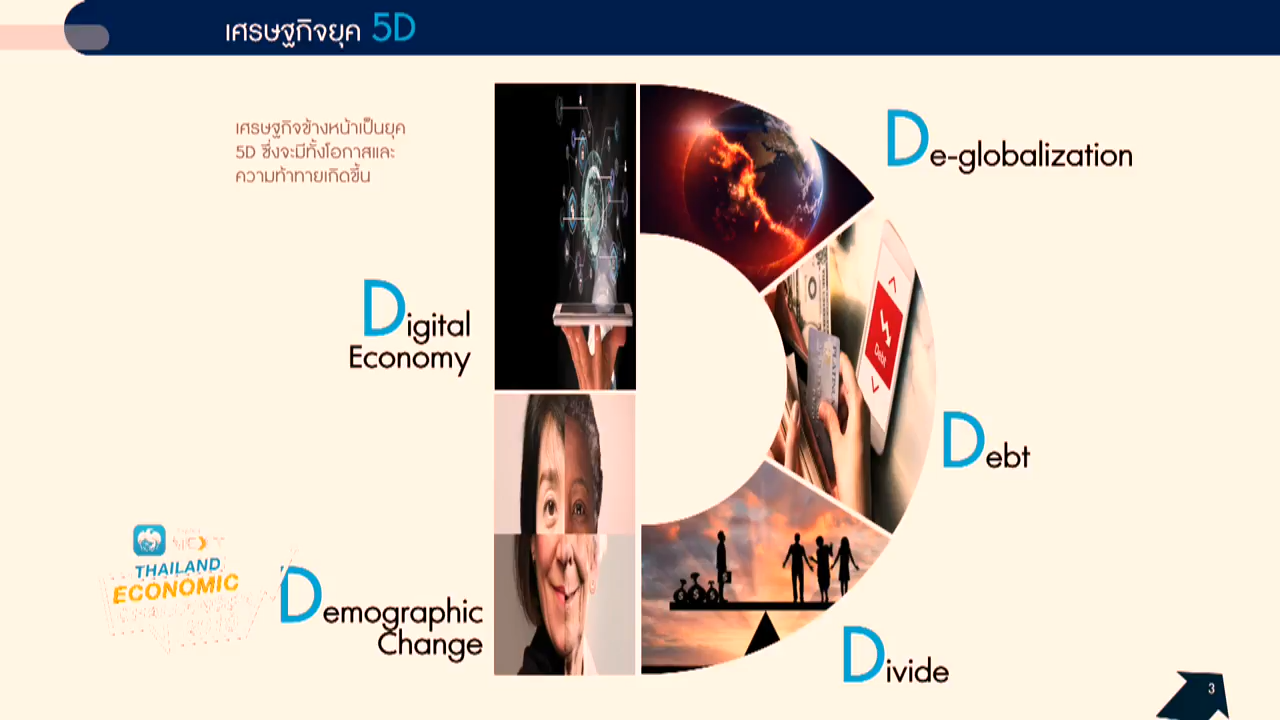 เศรษฐกิจยุค 5D
เศรษฐกิจข้างหน้าเป็นยุค
5D ซึ่งจะมีทั้งโอกาสและ
ความท้าทายเกิดขึ้น
De-globalization
Digital
Economy
Debt
Debt
THAILAND
ECONOMIC
Demographic
Change
Divide
3